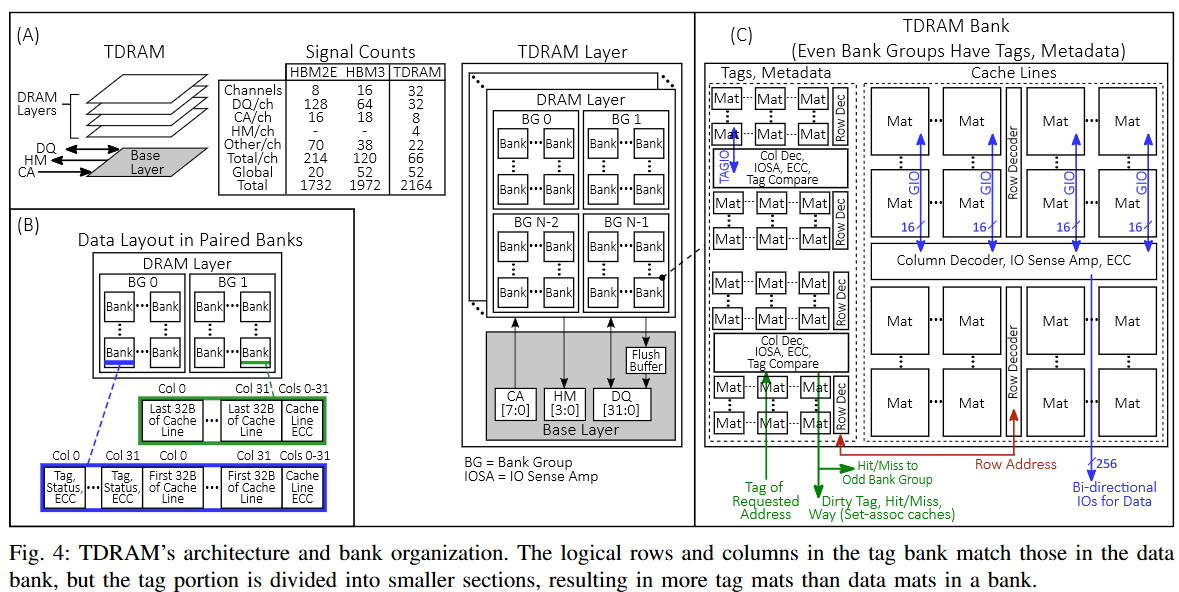 (A)
TDRAM
DRAM
Layers
DQ
HM
CA
Base
Layer
Signal Counts
HBM2E HBM3 TDRAM
Channels 8 16 32
DQ/ch 128 64 32
CA/ch 16 18 8
HM/ch - - 4
Other/ch 70 38 22
Total/ch 214 120 66
Global 20 52 52
Total 1732 1972 2164
TDRAM Layer
DRAM Layer
BG 0 BG 1
Bank Bank Bank Bank
Bank Bank Bank Bank
BG N-2 BG N-1
Bank Bank Bank Bank
Bank Bank Bank Bank
Flush
Buffer
CA
[7:0]
HM
[3:0]
DQ
[31:0]
Base Layer
BG = Bank Group
IOSA = IO Sense Amp
(B)
Data Layout in Paired Banks
DRAM Layer
BG 0 BG 1
Bank Bank Bank Bank
Bank Bank Bank Bank
Col 0 Col 31 Cols 0-31
Last 32B
of Cache
Line
Last 32B
of Cache
Line
Cache
Line
ECC
Col 0 Col 31 Col 0 Col 31 Cols 0-31
Tag,
Status,
ECC
Tag,
Status,
ECC
First 32B
of Cache
Line
First 32B
of Cache
Line
Cache
Line
ECC
(C)
TDRAM Bank
(Even Bank Groups Have Tags, Metadata)
Tags, Metadata
Mat Mat Mat
Mat Mat Mat
Row Dec
TAGIO
Col Dec,
IOSA, ECC,
Tag Compare
Mat Mat Mat
Mat Mat Mat
Row Dec
Mat Mat Mat
Mat Mat Mat
Row Dec
Col Dec,
IOSA, ECC,
Tag Compare
Mat Mat Mat
Mat Mat Mat
Row Dec
Cache Lines
Mat Mat Mat Mat
Row Decoder
GIO GIO GIO GIO
Mat Mat Mat Mat
16 16 16 16
Column Decoder, IO Sense Amp, ECC
Mat Mat Mat Mat
Row Decoder
Mat Mat Mat Mat
Row Address
256
Hit/Miss to
Odd Bank Group
Tag of
Requested
Address
Dirty Tag, Hit/Miss,
Way (Set-assoc caches)
Bi-directional
IOs for Data
Fig. 4: TDRAM's architecture and bank organization. The logical rows and columns in the tag bank match those in the data
bank, but the tag portion is divided into smaller sections, resulting in more tag mats than data mats in a bank.